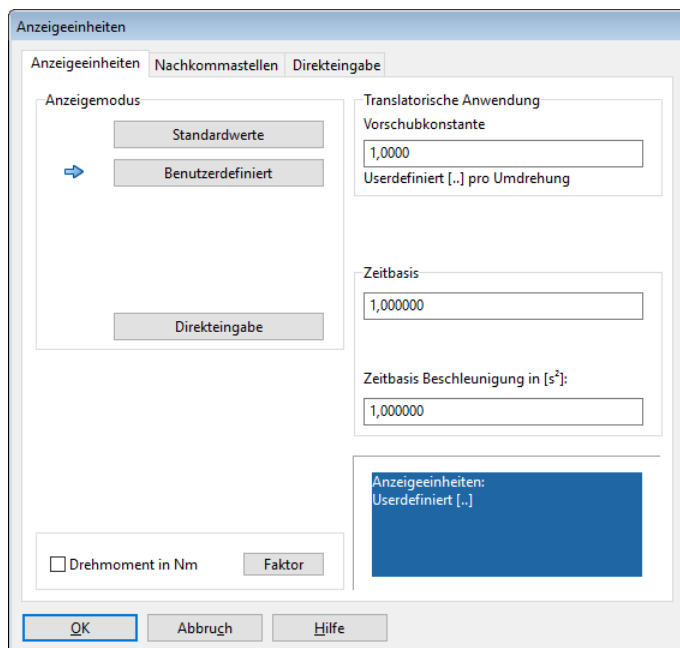 Anzeigeeinheiten
Anzeigeeinheiten Nachkommastellen Direkteingabe
Anzeigemodus
Standardwerte
Benutzerdefiniert
Direkteingabe
Drehmoment in Nm Faktor
Translatorische Anwendung
Vorschubkonstante
1,0000
Userdefiniert [..] pro Umdrehung
Zeitbasis
1,000000
Zeitbasis Beschleunigung in [s²]:
1,000000
Anzeigeeinheiten:
Userdefiniert [..]
OK Abbruch Hilfe